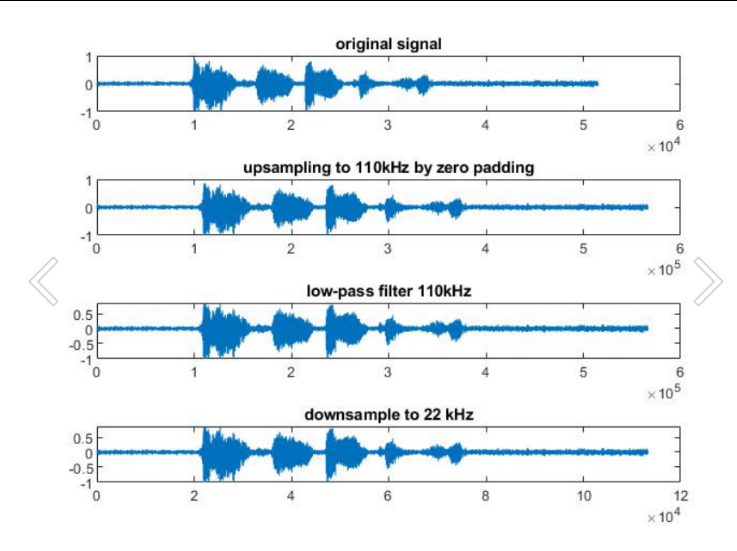 original signal
1
0
-1
0 1 2 3 4 5 6
×10^4
upsampling to 110kHz by zero padding
1
0
-1
0 1 2 3 4 5 6
×10^5
low-pass filter 110kHz
0.5
0
-0.5
-1
0 1 2 3 4 5 6
×10^5
downsample to 22 kHz
0.5
0
-0.5
-1
0 2 4 6 8 10 12
×10^4